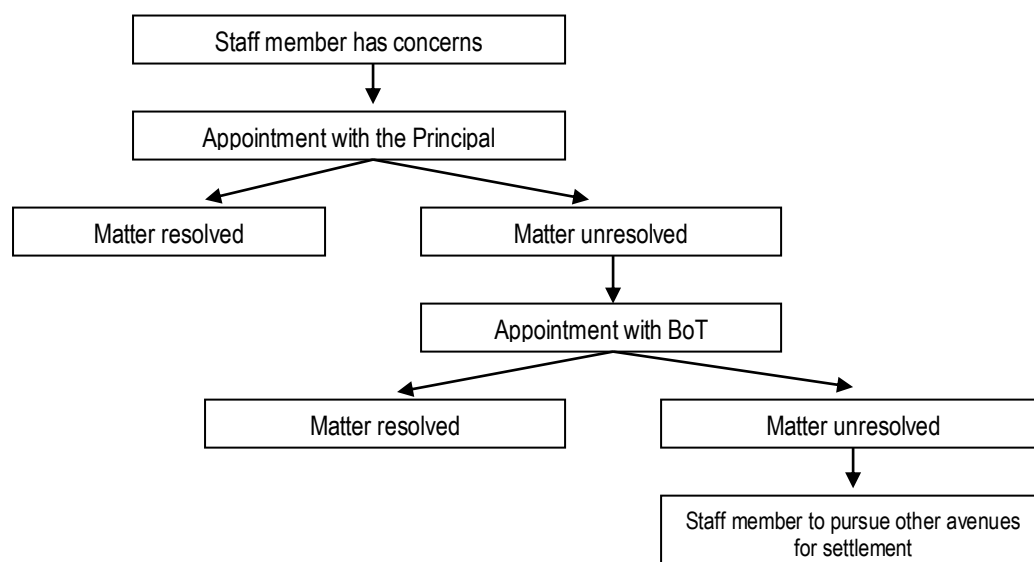 Staff member has concerns
Appointment with the Principal
Matter resolved
Matter unresolved
Appointment with BoT
Matter resolved
Matter unresolved
Staff member to pursue other avenues
for settlement